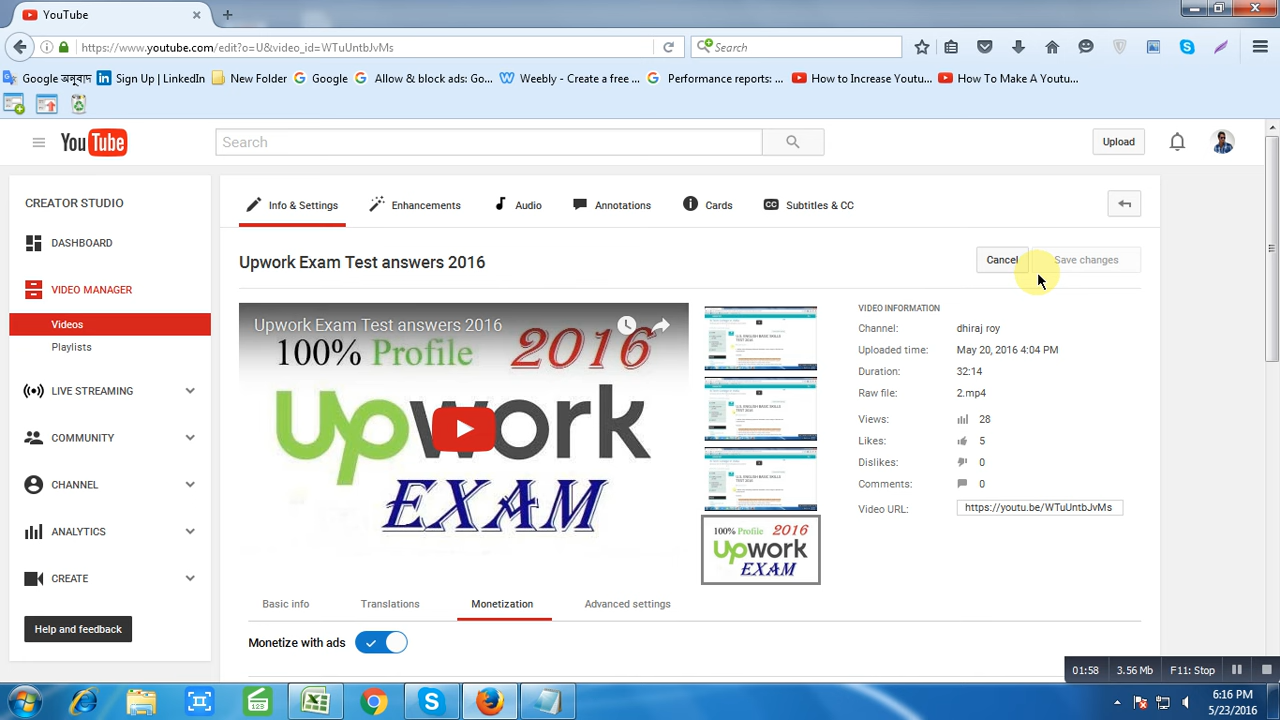 YouTube
https://www.youtube.com/edit?o=U&video_id=WTuUntbJvMs
Search
Google অনুবাদ
Sign Up | LinkedIn
New Folder
Google
Allow & block ads: Go...
Weebly - Create a free ...
Performance reports: ...
How to Increase Youtu...
How To Make A Youtu...
YouTube
Search
Upload
CREATOR STUDIO
DASHBOARD
VIDEO MANAGER
Videos
Playlists
LIVE STREAMING
COMMUNITY
CHANNEL
ANALYTICS
CREATE
Help and feedback
Info & Settings
Enhancements
Audio
Annotations
Cards
CC Subtitles & CC
Upwork Exam Test answers 2016
Cancel
Save changes
Upwork Exam Test answers 2016
100% Profile 2016
upwork
EXAM
100% Profile 2016
upwork
EXAM
VIDEO INFORMATION
Channel: dhiraj roy
Uploaded time: May 20, 2016 4:04 PM
Duration: 32:14
Raw file: 2.mp4
Views: 28
Likes: 5
Dislikes: 0
Comments: 0
Video URL: https://youtu.be/WTuUntbJvMs
Basic info
Translations
Monetization
Advanced settings
Monetize with ads
01:58
3.56 Mb
F11: Stop
6:16 PM
5/23/2016